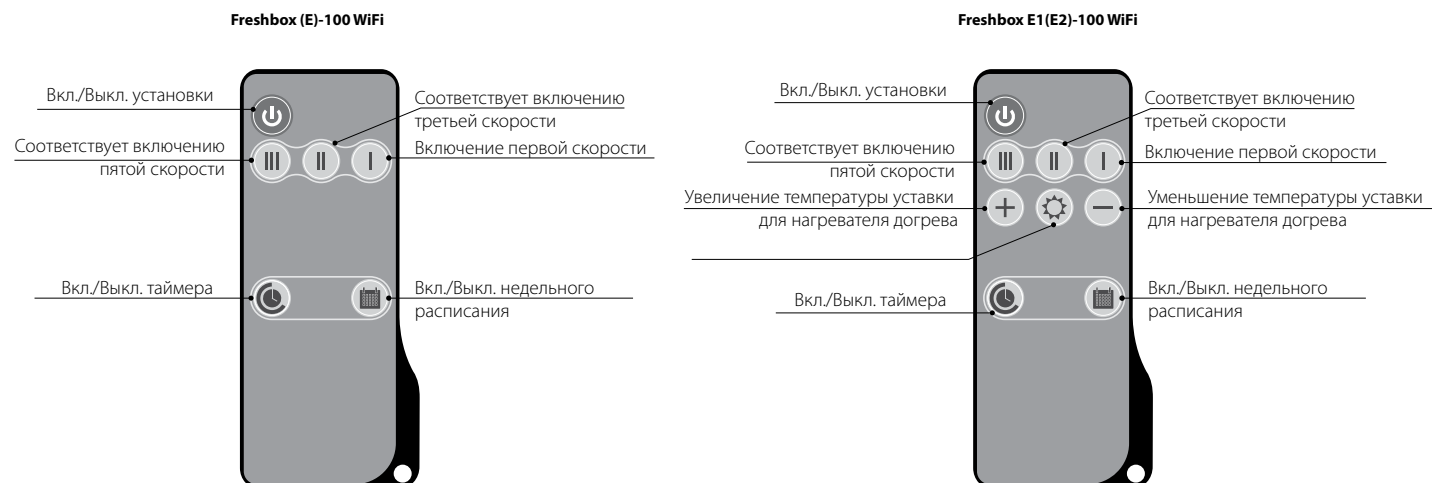 Freshbox (E)-100 WiFi
Вкл./Выкл. установки
Соответствует включению
третьей скорости
Соответствует включению
пятой скорости
Включение первой скорости
Вкл./Выкл. таймера
Вкл./Выкл. недельного
расписания
Freshbox E1(E2)-100 WiFi
Вкл./Выкл. установки
Соответствует включению
третьей скорости
Соответствует включению
пятой скорости
Включение первой скорости
Увеличение температуры уставки
для нагревателя догрева
Уменьшение температуры уставки
для нагревателя догрева
Вкл./Выкл. таймера
Вкл./Выкл. недельного
расписания